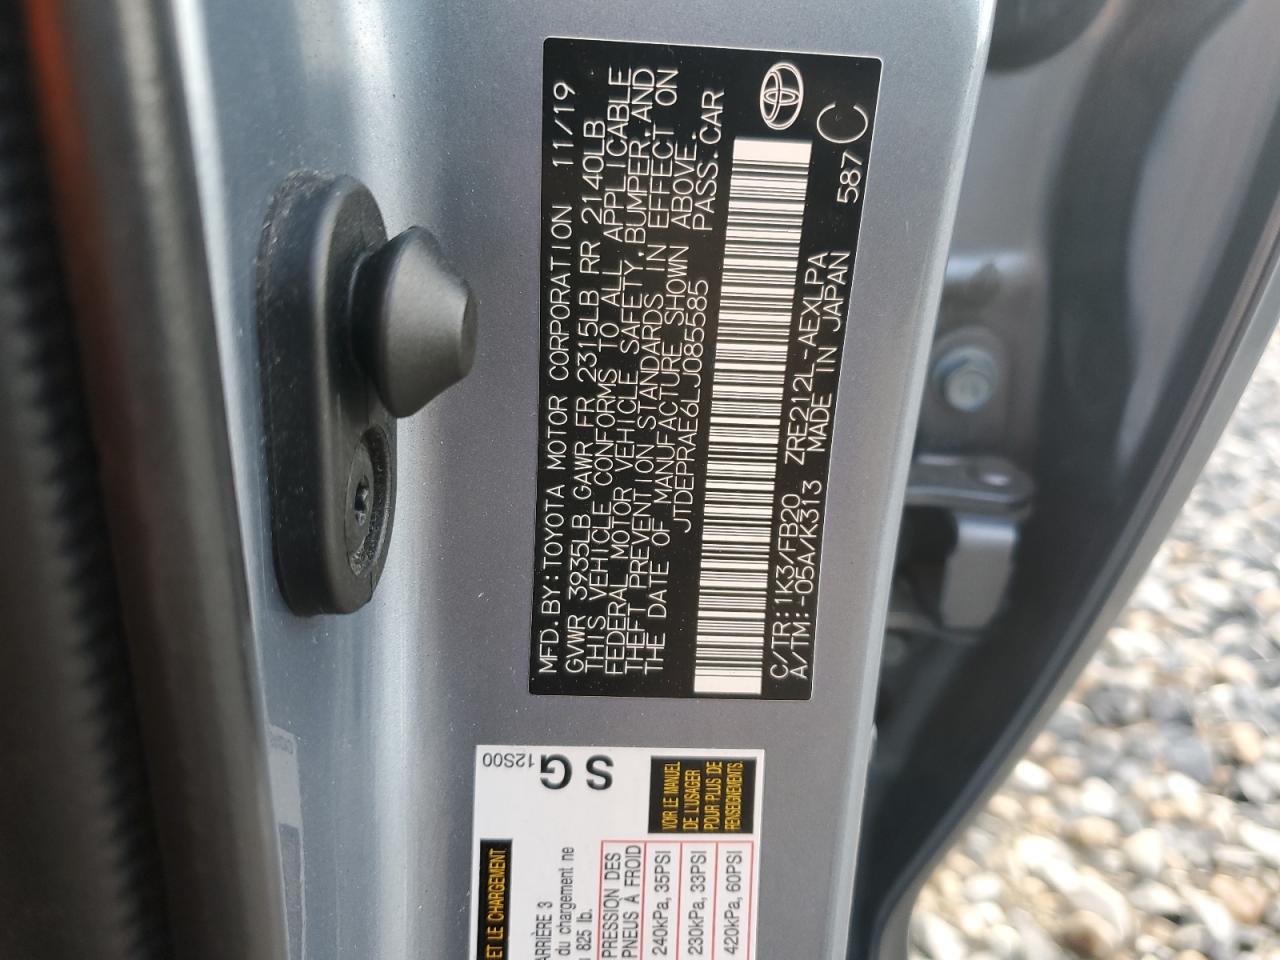 MFD.BY:TOYOTA MOTOR CORPORATION 11/19
GVWR 3935LB GAWR FR 2315LB RR 2140LB
THIS VEHICLE CONFORMS TO ALL APPLICABLE
FEDERAL MOTOR VEHICLE SAFETY,BUMPER,AND
THEFT PREVENTION STANDARDS IN EFFECT ON
THE DATE OF MANUFACTURE SHOWN ABOVE.
JTDEPRAE6LJ085585 PASS.CAR
C/TR:1K3/FB20 ZRE212L-AEXLPA 587
A/TM:-05A/K313 MADE IN JAPAN
C
12S00
S G
ET LE CHARGEMENT
ARRIÈRE 3
du chargement ne
825 lb.
VOIR LE MANUEL
DE L'USAGER
POUR PLUS DE
RENSEIGNEMENTS.
PRESSION DES
PNEUS À FROID
240kPa, 35PSI
230kPa, 33PSI
420kPa, 60PSI